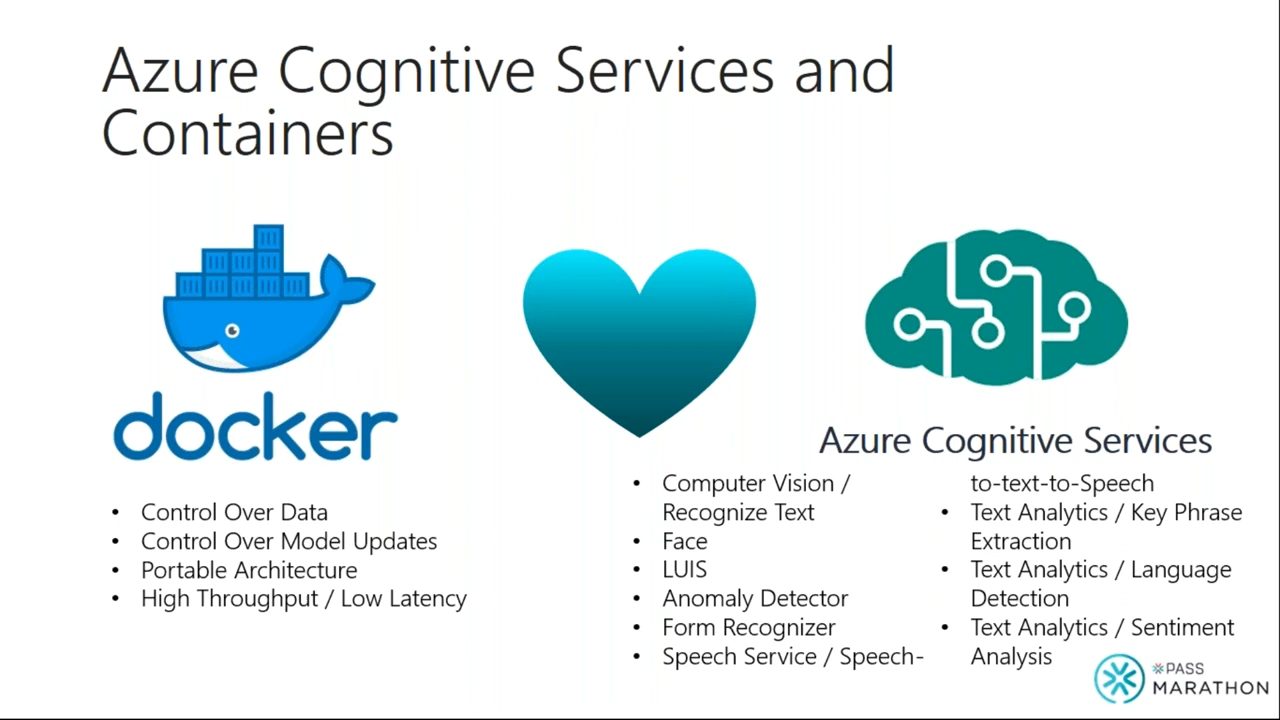 Azure Cognitive Services and
Containers
docker
• Control Over Data
• Control Over Model Updates
• Portable Architecture
• High Throughput / Low Latency
Azure Cognitive Services
• Computer Vision /
Recognize Text
• Face
• LUIS
• Anomaly Detector
• Form Recognizer
• Speech Service / Speech-
to-text-to-Speech
• Text Analytics / Key Phrase
Extraction
• Text Analytics / Language
Detection
• Text Analytics / Sentiment
Analysis
PASS
MARATHON